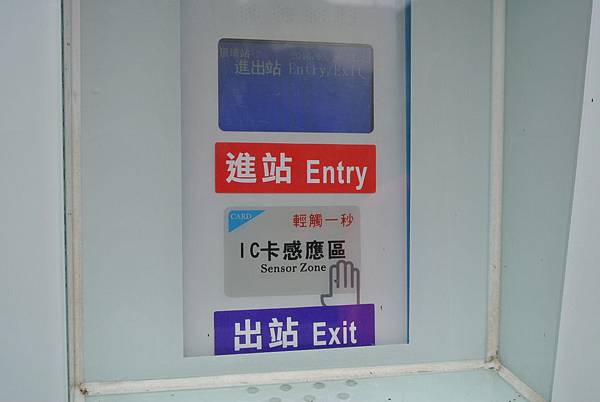 進出站 Entry/Exit
進站 Entry
CARD
輕觸一秒
IC卡感應區
Sensor Zone
出站 Exit